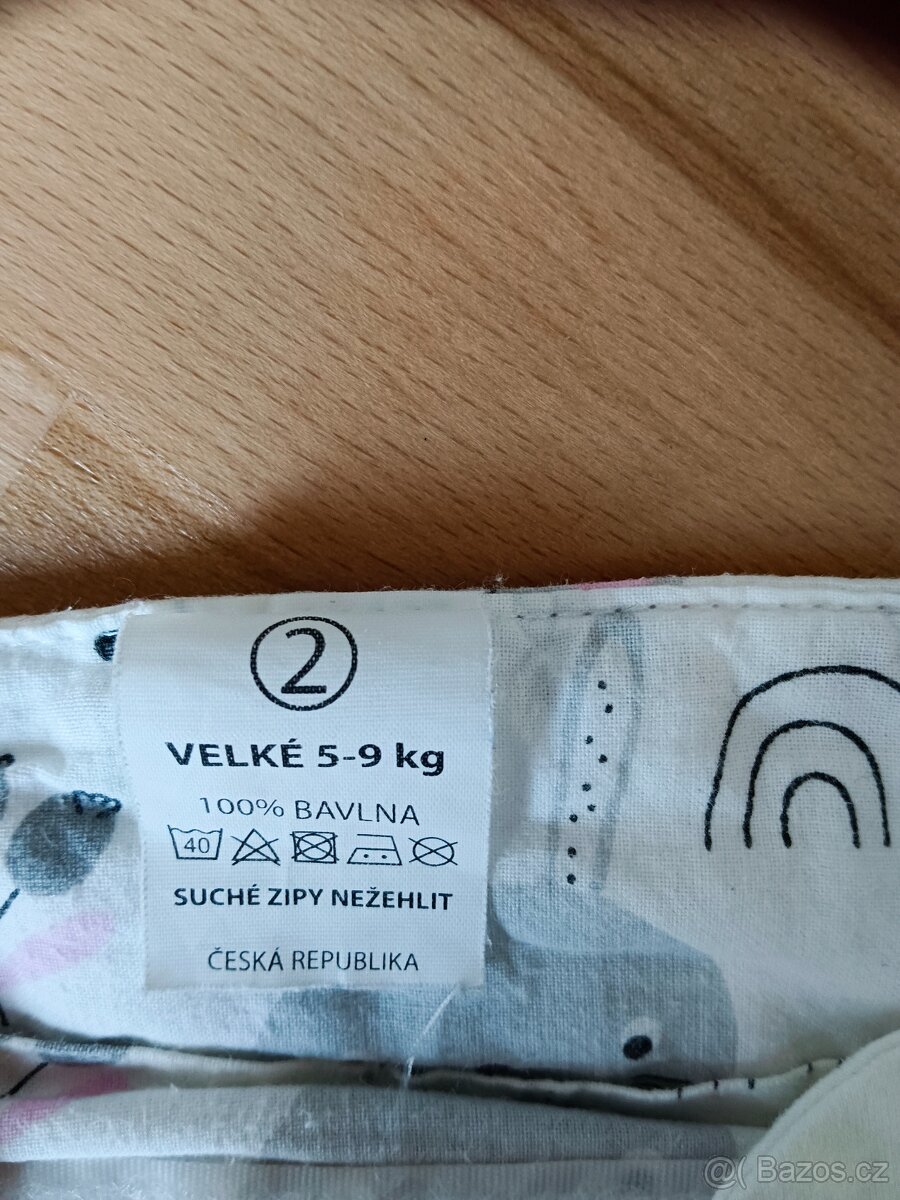 2
VELKÉ 5-9 kg
100% BAVLNA
40
SUCHÉ ZIPY NEŽEHLIT
ČESKÁ REPUBLIKA
@( Bazos.cz